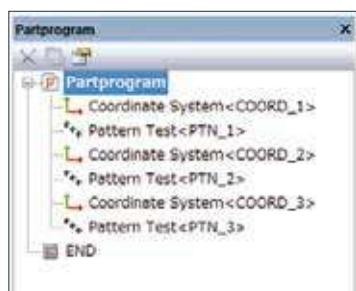 Partprogram
Partprogram
Coordinate System<COORD_1>
Pattern Test<PTN_1>
Coordinate System<COORD_2>
Pattern Test<PTN_2>
Coordinate System<COORD_3>
Pattern Test<PTN_3>
END